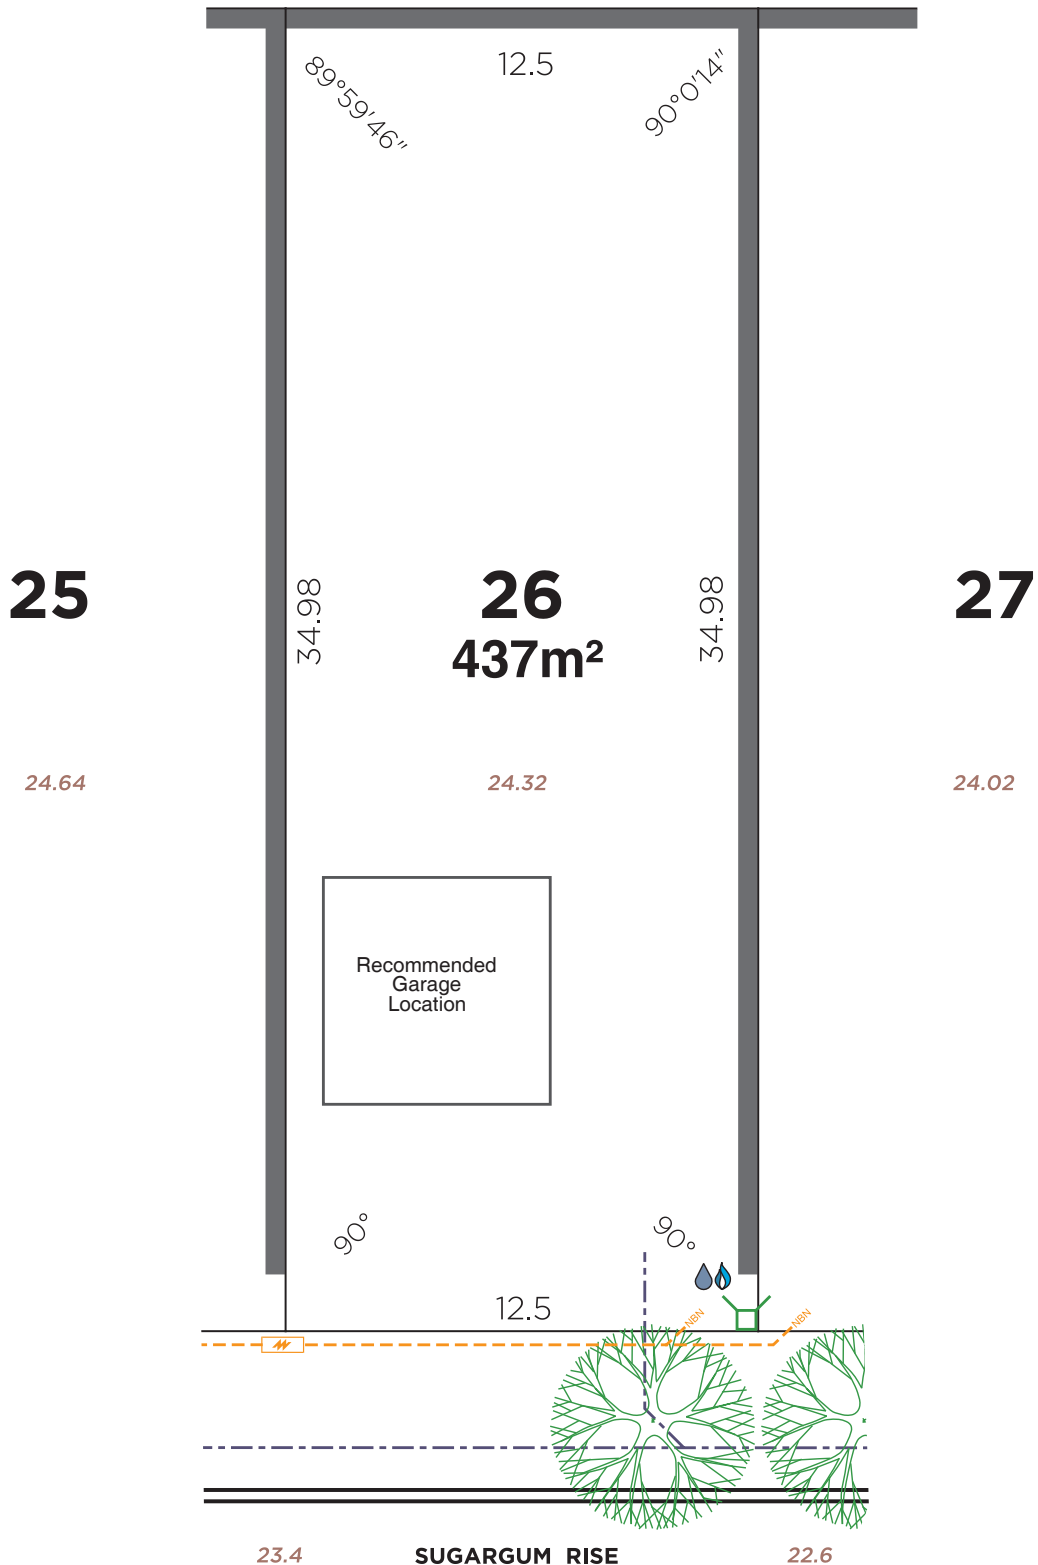 12.5
89°59'46"
90°0'14"
25
26
27
437m²
34.98
34.98
24.64
24.32
24.02
Recommended
Garage
Location
90°
90°
12.5
NBN
NBN
23.4
SUGARGUM RISE
22.6